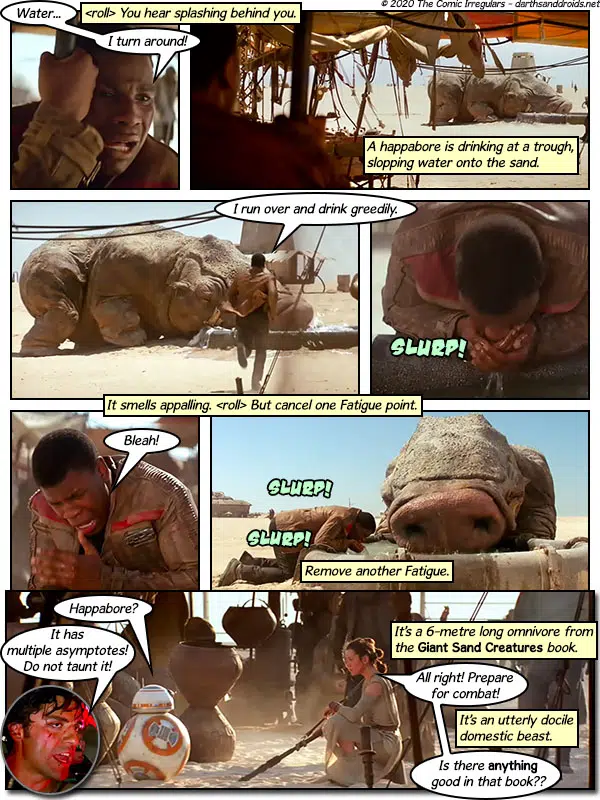 © 2020 The Comic Irregulars - darthsanddroids.net
Water...
<roll> You hear splashing behind you.
I turn around!
A happabore is drinking at a trough,
slopping water onto the sand.
I run over and drink greedily.
SLURP!
It smells appalling. <roll> But cancel one Fatigue point.
Bleah!
SLURP!
SLURP!
Remove another Fatigue.
Happabore?
It has
multiple asymptotes!
Do not taunt it!
It's a 6-metre long omnivore from
the Giant Sand Creatures book.
All right! Prepare
for combat!
It's an utterly docile
domestic beast.
Is there anything
good in that book??